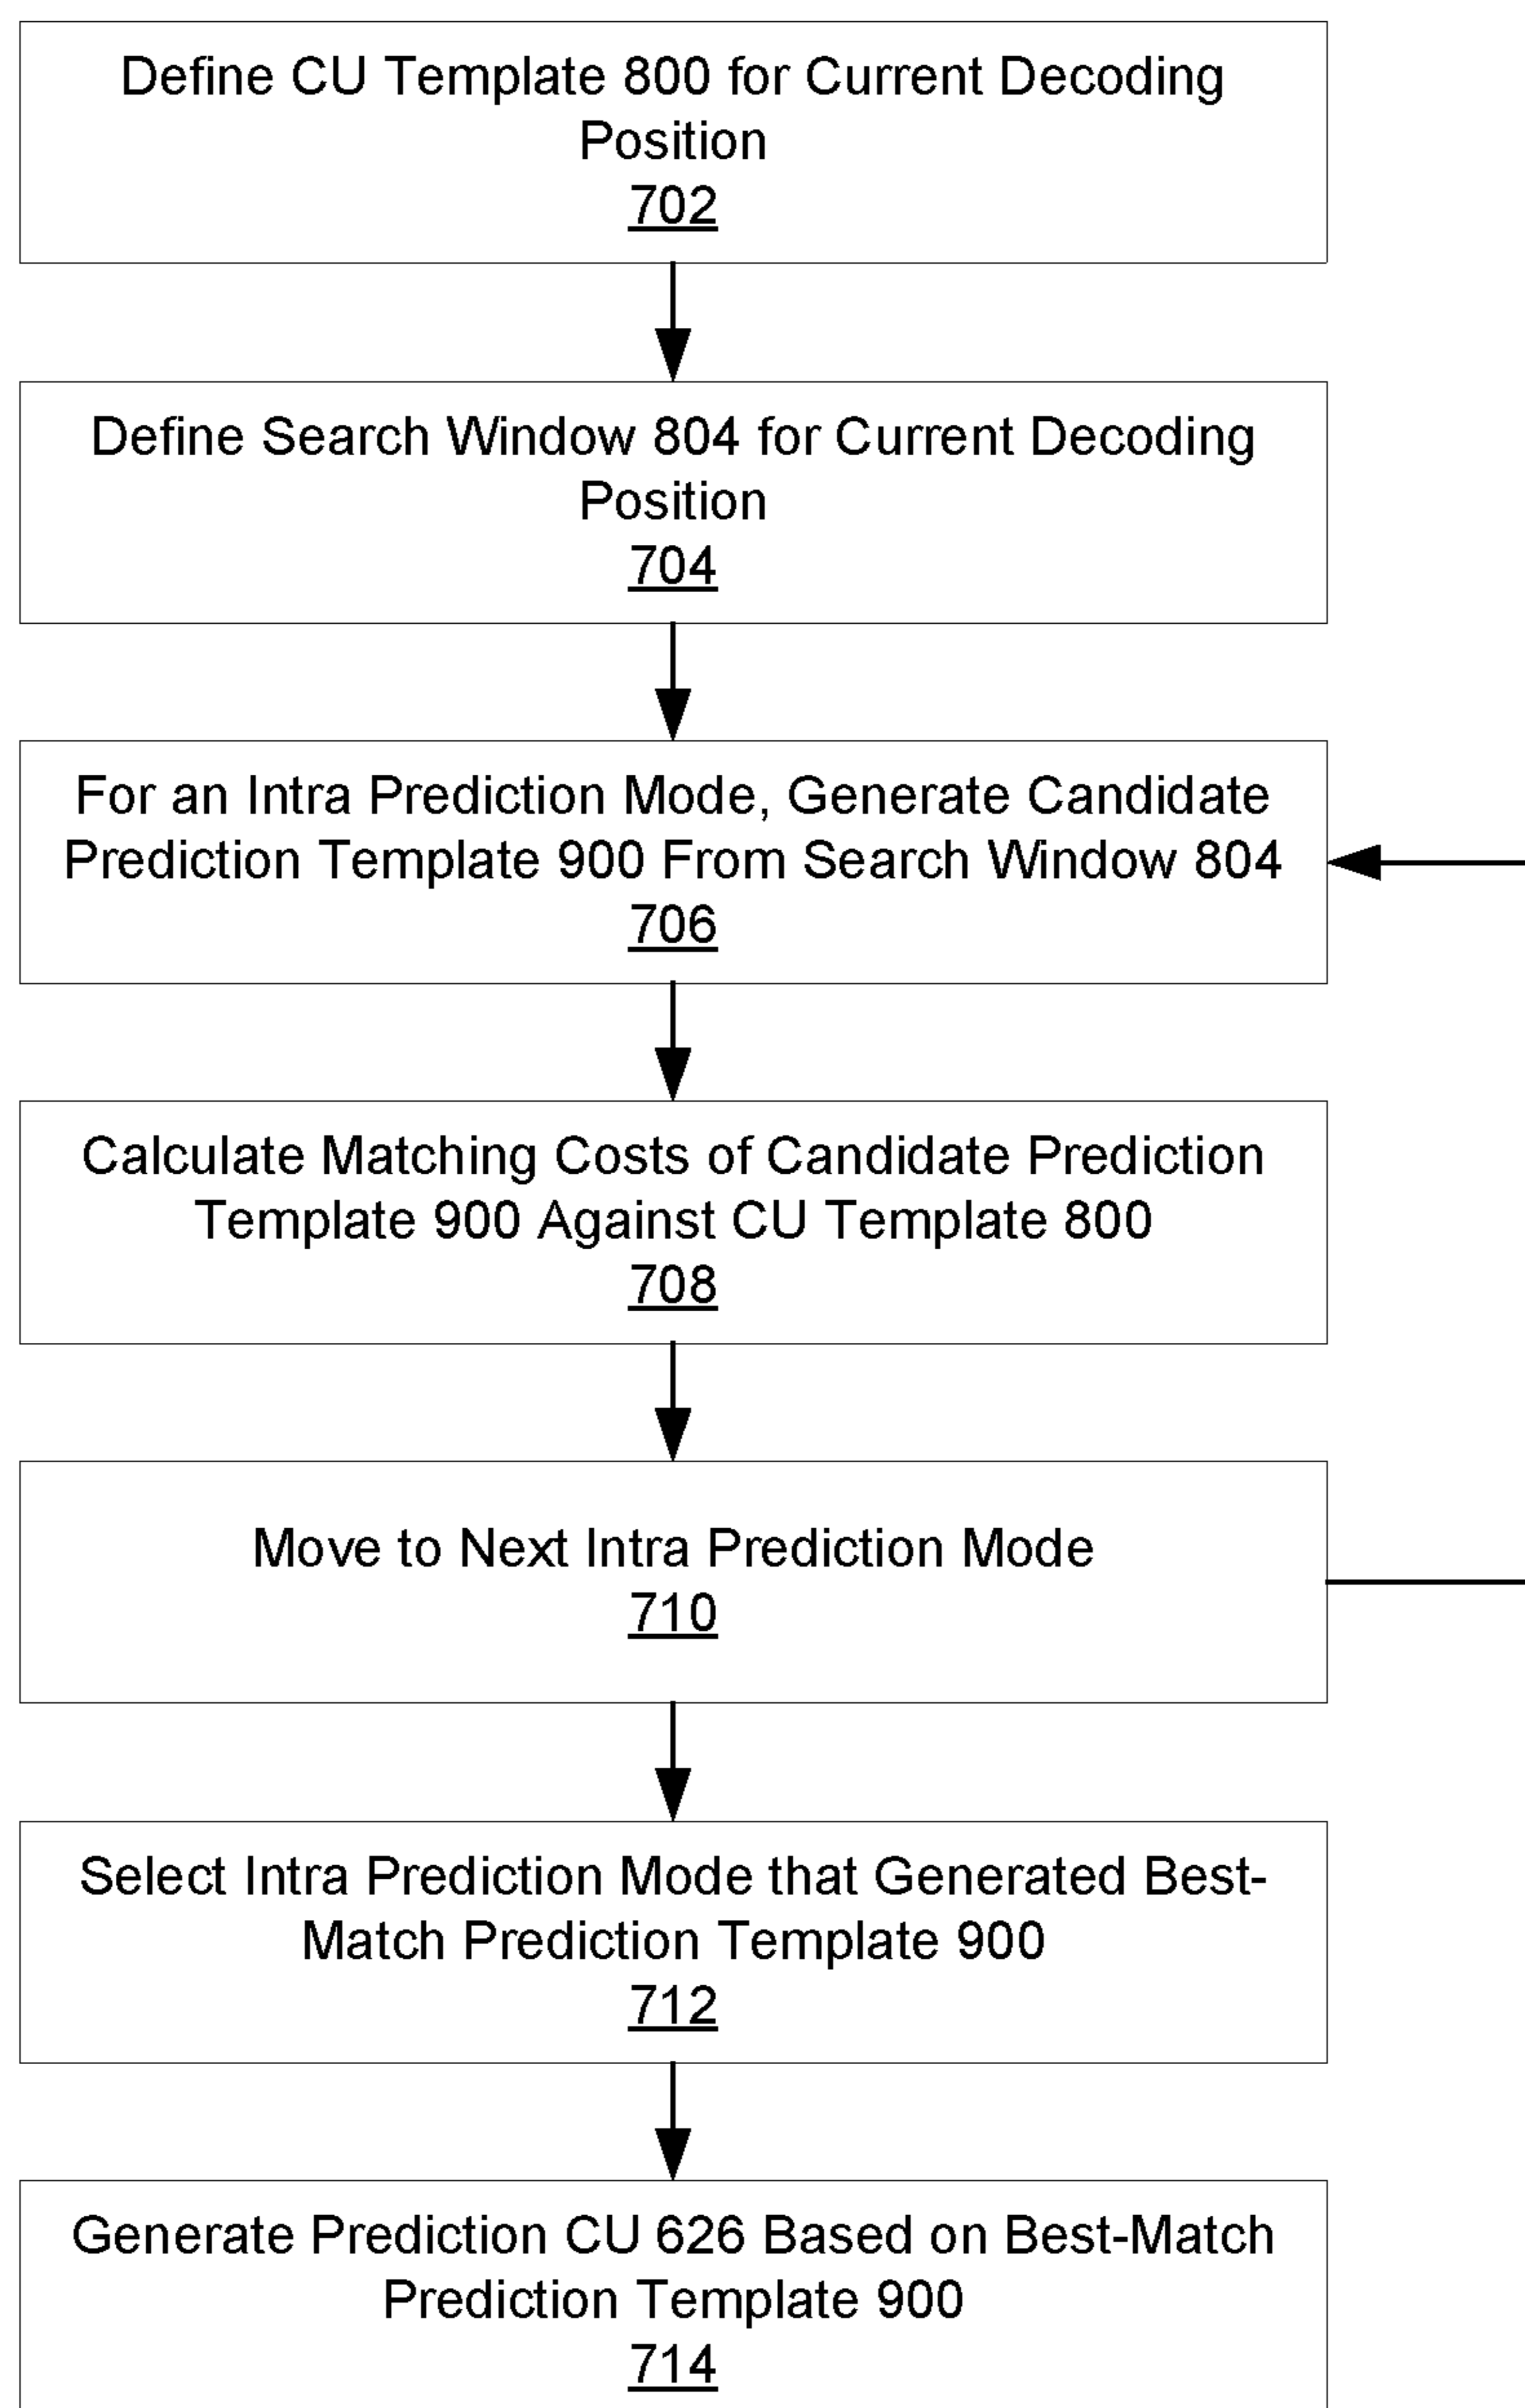 Define CU Template 800 for Current Decoding
Position
702
Define Search Window 804 for Current Decoding
Position
704
For an Intra Prediction Mode, Generate Candidate
Prediction Template 900 From Search Window 804
706
Calculate Matching Costs of Candidate Prediction
Template 900 Against CU Template 800
708
Move to Next Intra Prediction Mode
710
Select Intra Prediction Mode that Generated Best-
Match Prediction Template 900
712
Generate Prediction CU 626 Based on Best-Match
Prediction Template 900
714